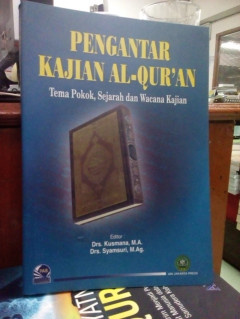 PENGANTAR
KAJIAN AL-QUR'AN
Tema Pokok, Sejarah dan Wacana Kajian
Editor
Drs. Kusmana, M.A.
Drs. Syamsuri, M.Ag.